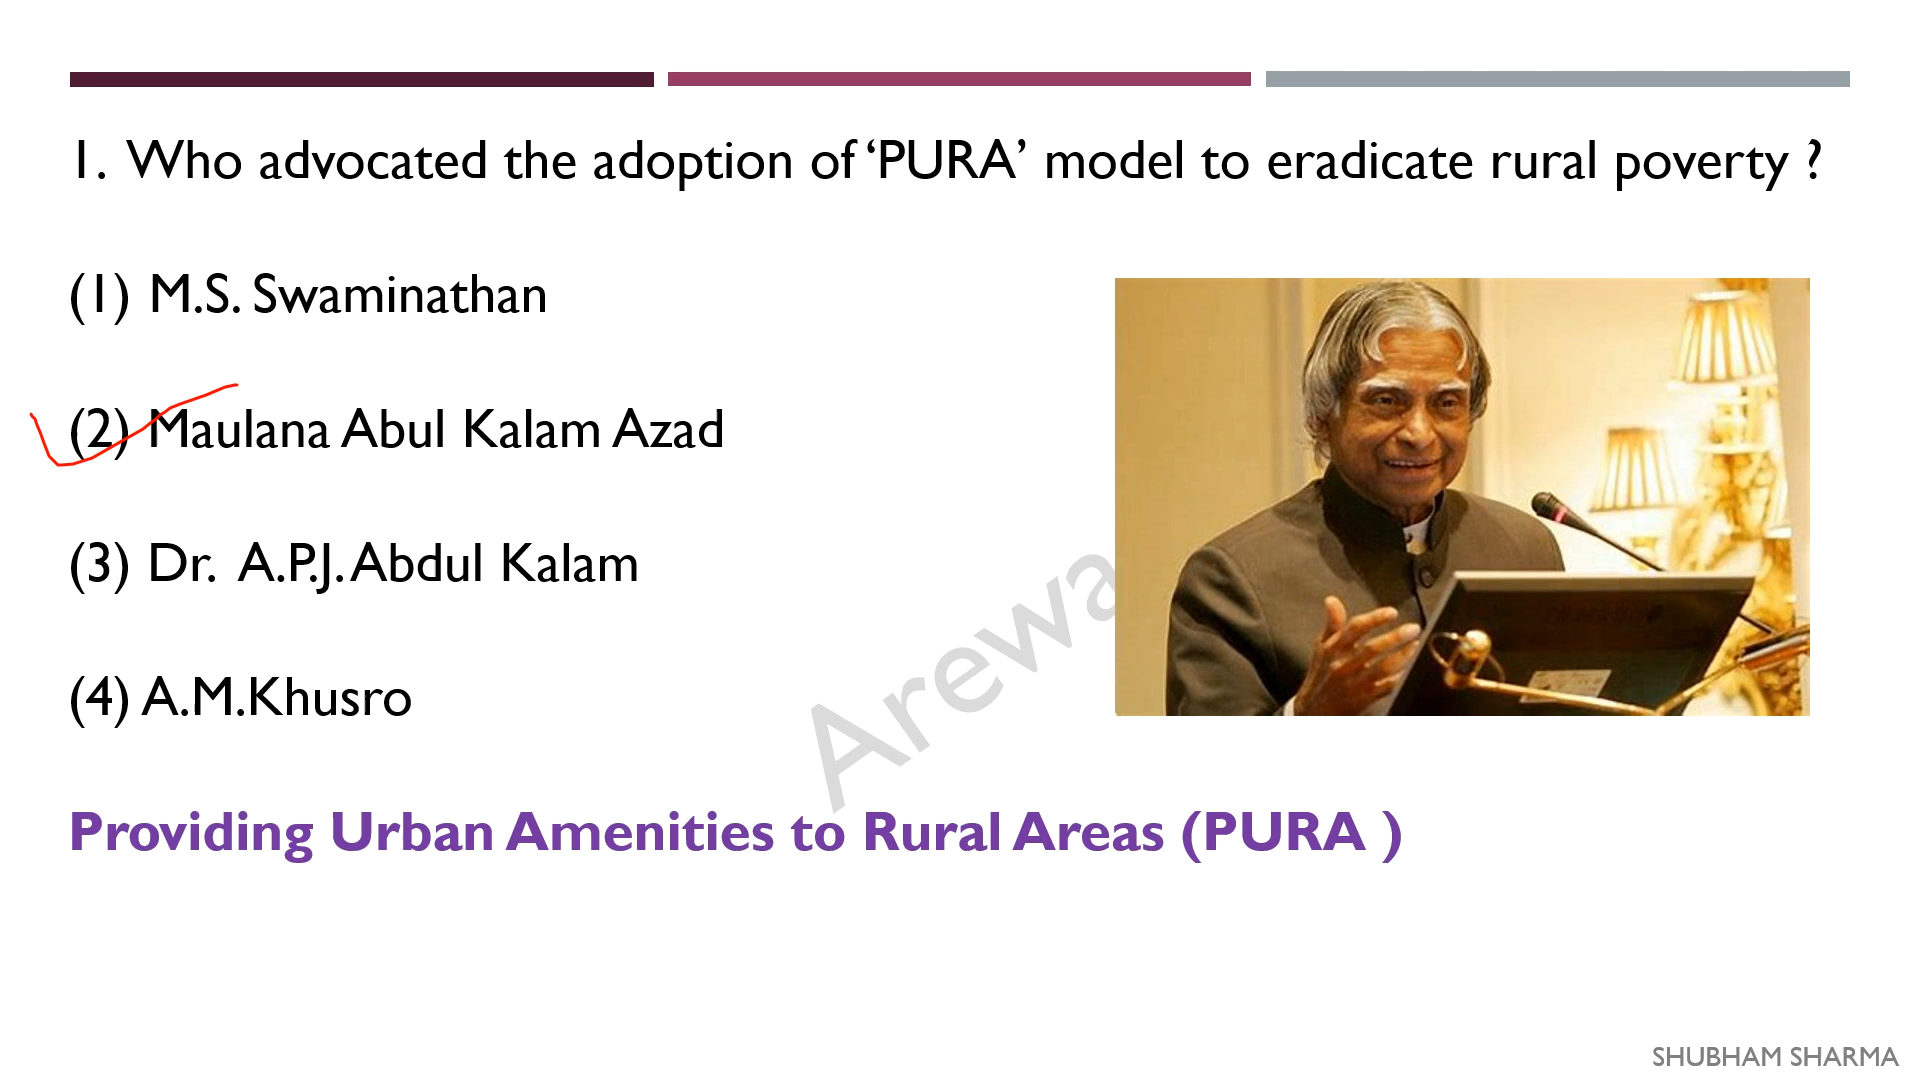 1. Who advocated the adoption of ‘PURA’ model to eradicate rural poverty ?
(1) M.S. Swaminathan
(2) Maulana Abul Kalam Azad
(3) Dr. A.P.J. Abdul Kalam
(4) A.M.Khusro
Arewa
Providing Urban Amenities to Rural Areas (PURA )
SHUBHAM SHARMA